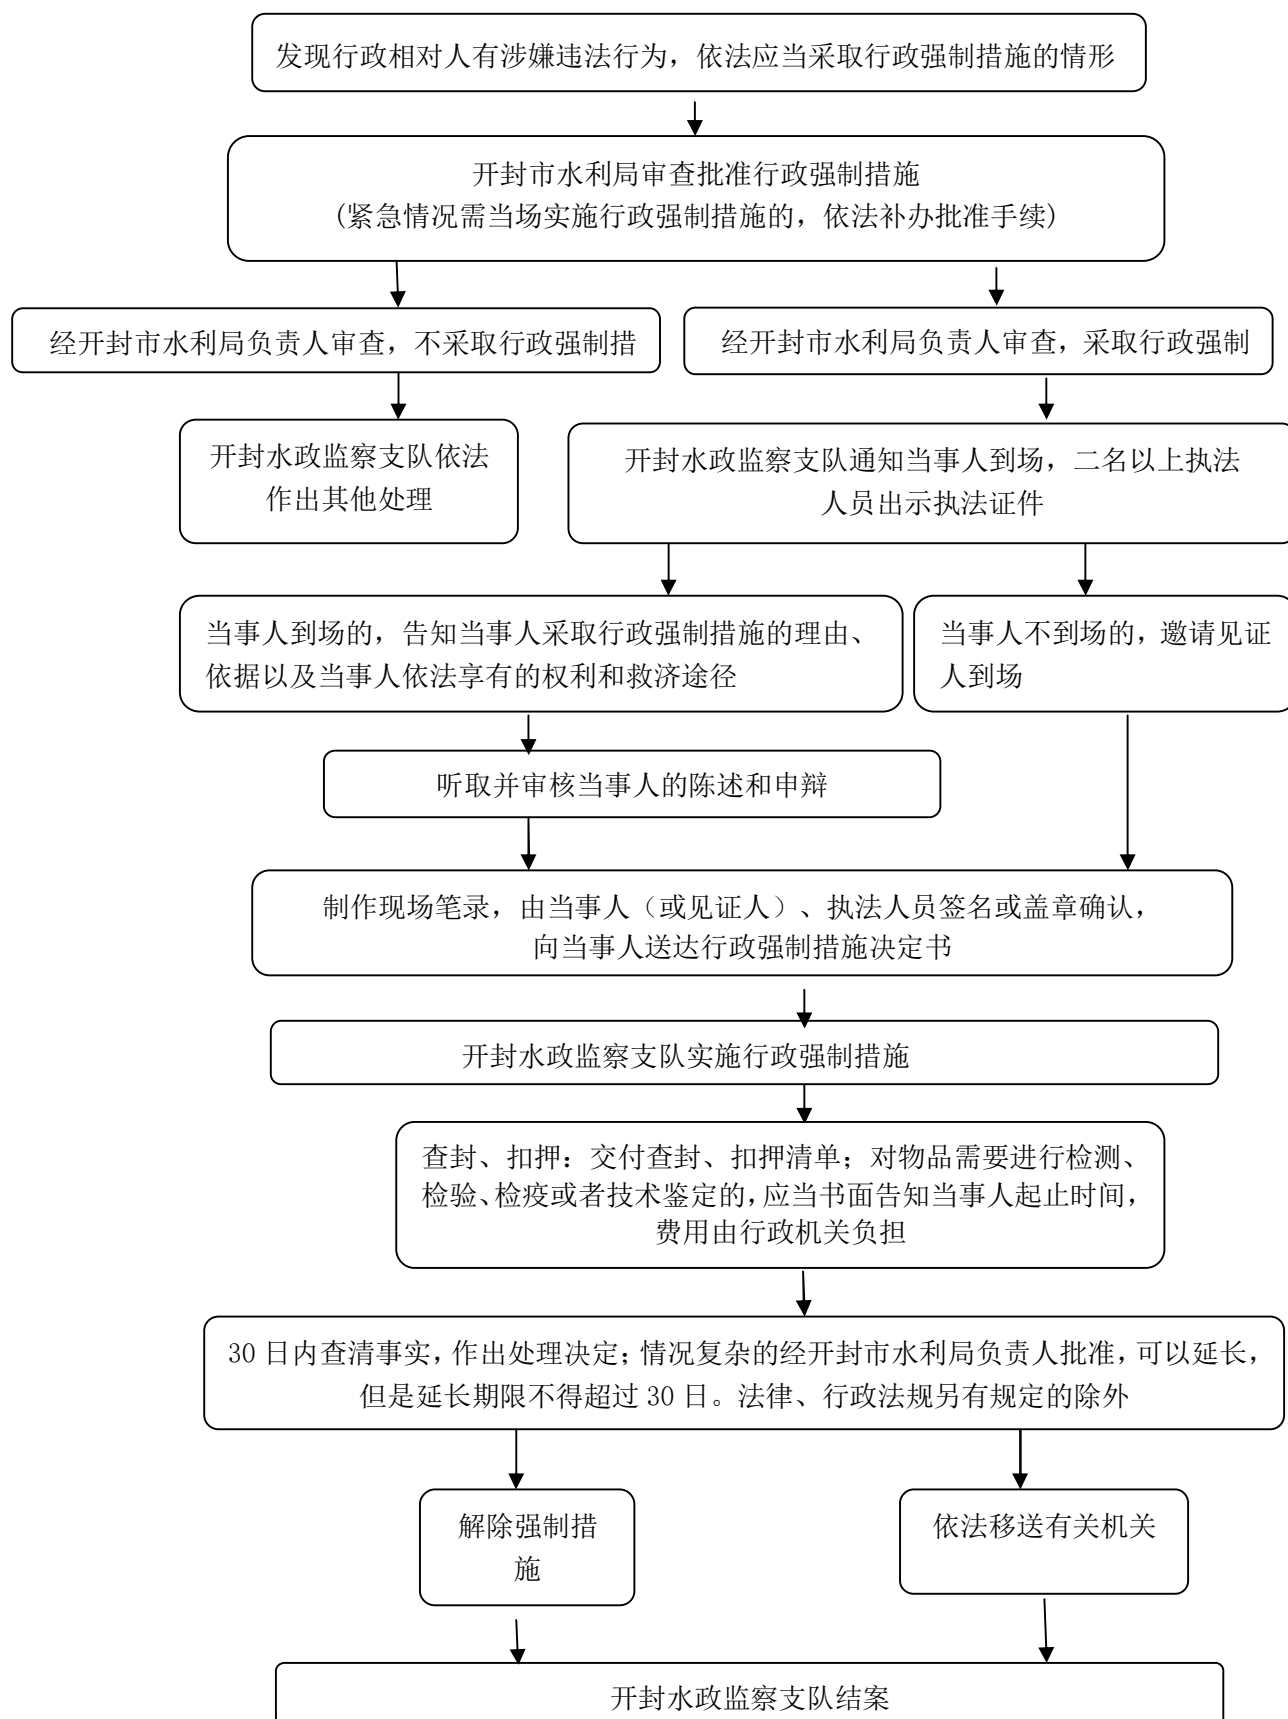 发现行政相对人有涉嫌违法行为，依法应当采取行政强制措施的情形
开封市水利局审查批准行政强制措施
(紧急情况需当场实施行政强制措施的，依法补办批准手续)
经开封市水利局负责人审查，不采取行政强制措
经开封市水利局负责人审查，采取行政强制
开封水政监察支队依法
作出其他处理
开封水政监察支队通知当事人到场，二名以上执法
人员出示执法证件
当事人到场的，告知当事人采取行政强制措施的理由、
依据以及当事人依法享有的权利和救济途径
当事人不到场的，邀请见证
人到场
听取并审核当事人的陈述和申辩
制作现场笔录，由当事人（或见证人）、执法人员签名或盖章确认，
向当事人送达行政强制措施决定书
开封水政监察支队实施行政强制措施
查封、扣押：交付查封、扣押清单；对物品需要进行检测、
检验、检疫或者技术鉴定的，应当书面告知当事人起止时间，
费用由行政机关负担
30 日内查清事实，作出处理决定；情况复杂的经开封市水利局负责人批准，可以延长，
但是延长期限不得超过 30 日。法律、行政法规另有规定的除外
解除强制措
施
依法移送有关机关
开封水政监察支队结案